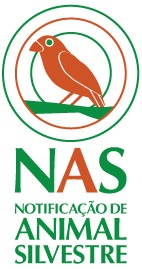 NAS
NOTIFICAÇÃO DE
ANIMAL
SILVESTRE